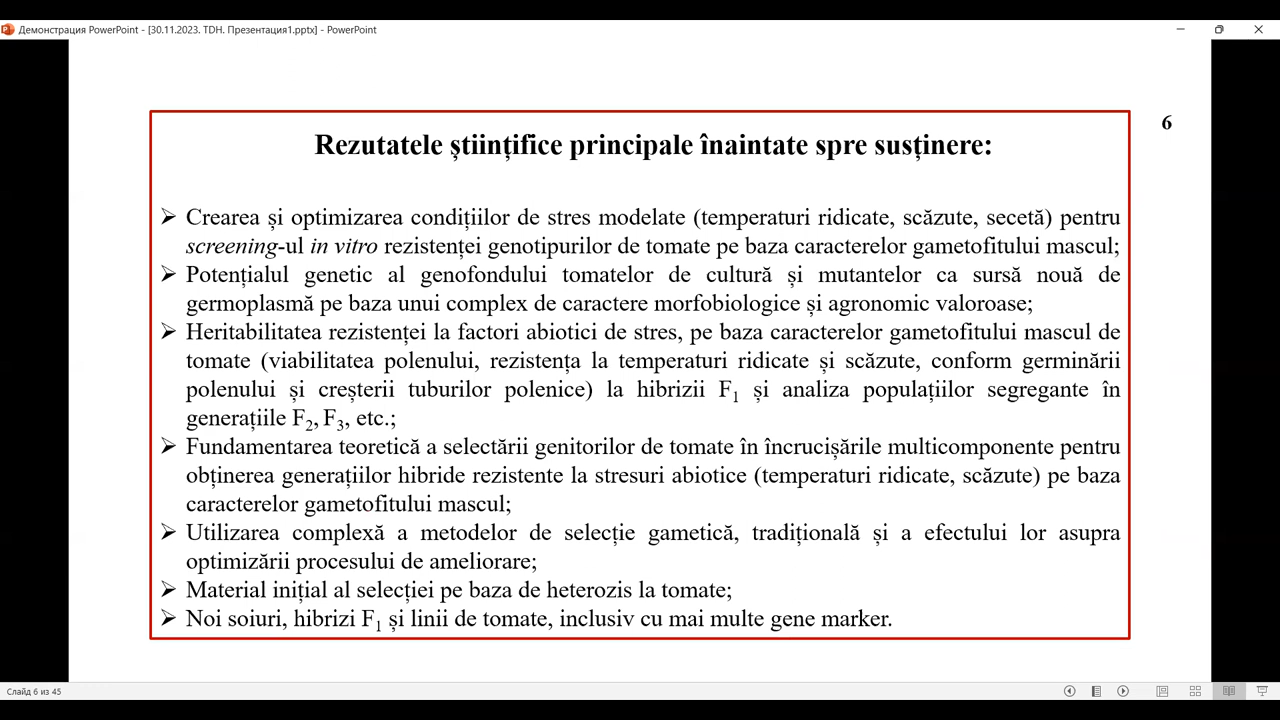 Демонстрация PowerPoint - [30.11.2023. TDH. Презентация1.pptx] - PowerPoint
6
Rezutatele științifice principale înaintate spre susținere:
➢ Crearea și optimizarea condițiilor de stres modelate (temperaturi ridicate, scăzute, secetă) pentru
screening-ul in vitro rezistenței genotipurilor de tomate pe baza caracterelor gametofitului mascul;
➢ Potențialul genetic al genofondului tomatelor de cultură și mutantelor ca sursă nouă de
germoplasmă pe baza unui complex de caractere morfobiologice și agronomic valoroase;
➢ Heritabilitatea rezistenței la factori abiotici de stres, pe baza caracterelor gametofitului mascul de
tomate (viabilitatea polenului, rezistența la temperaturi ridicate și scăzute, conform germinării
polenului și creșterii tuburilor polenice) la hibrizii F₁ și analiza populațiilor segregante în
generațiile F₂, F₃, etc.;
➢ Fundamentarea teoretică a selectării genitorilor de tomate în încrucișările multicomponente pentru
obținerea generațiilor hibride rezistente la stresuri abiotice (temperaturi ridicate, scăzute) pe baza
caracterelor gametofitului mascul;
➢ Utilizarea complexă a metodelor de selecție gametică, tradițională și a efectului lor asupra
optimizării procesului de ameliorare;
➢ Material inițial al selecției pe baza de heterozis la tomate;
➢ Noi soiuri, hibrizi F₁ și linii de tomate, inclusiv cu mai multe gene marker.
Слайд 6 из 45